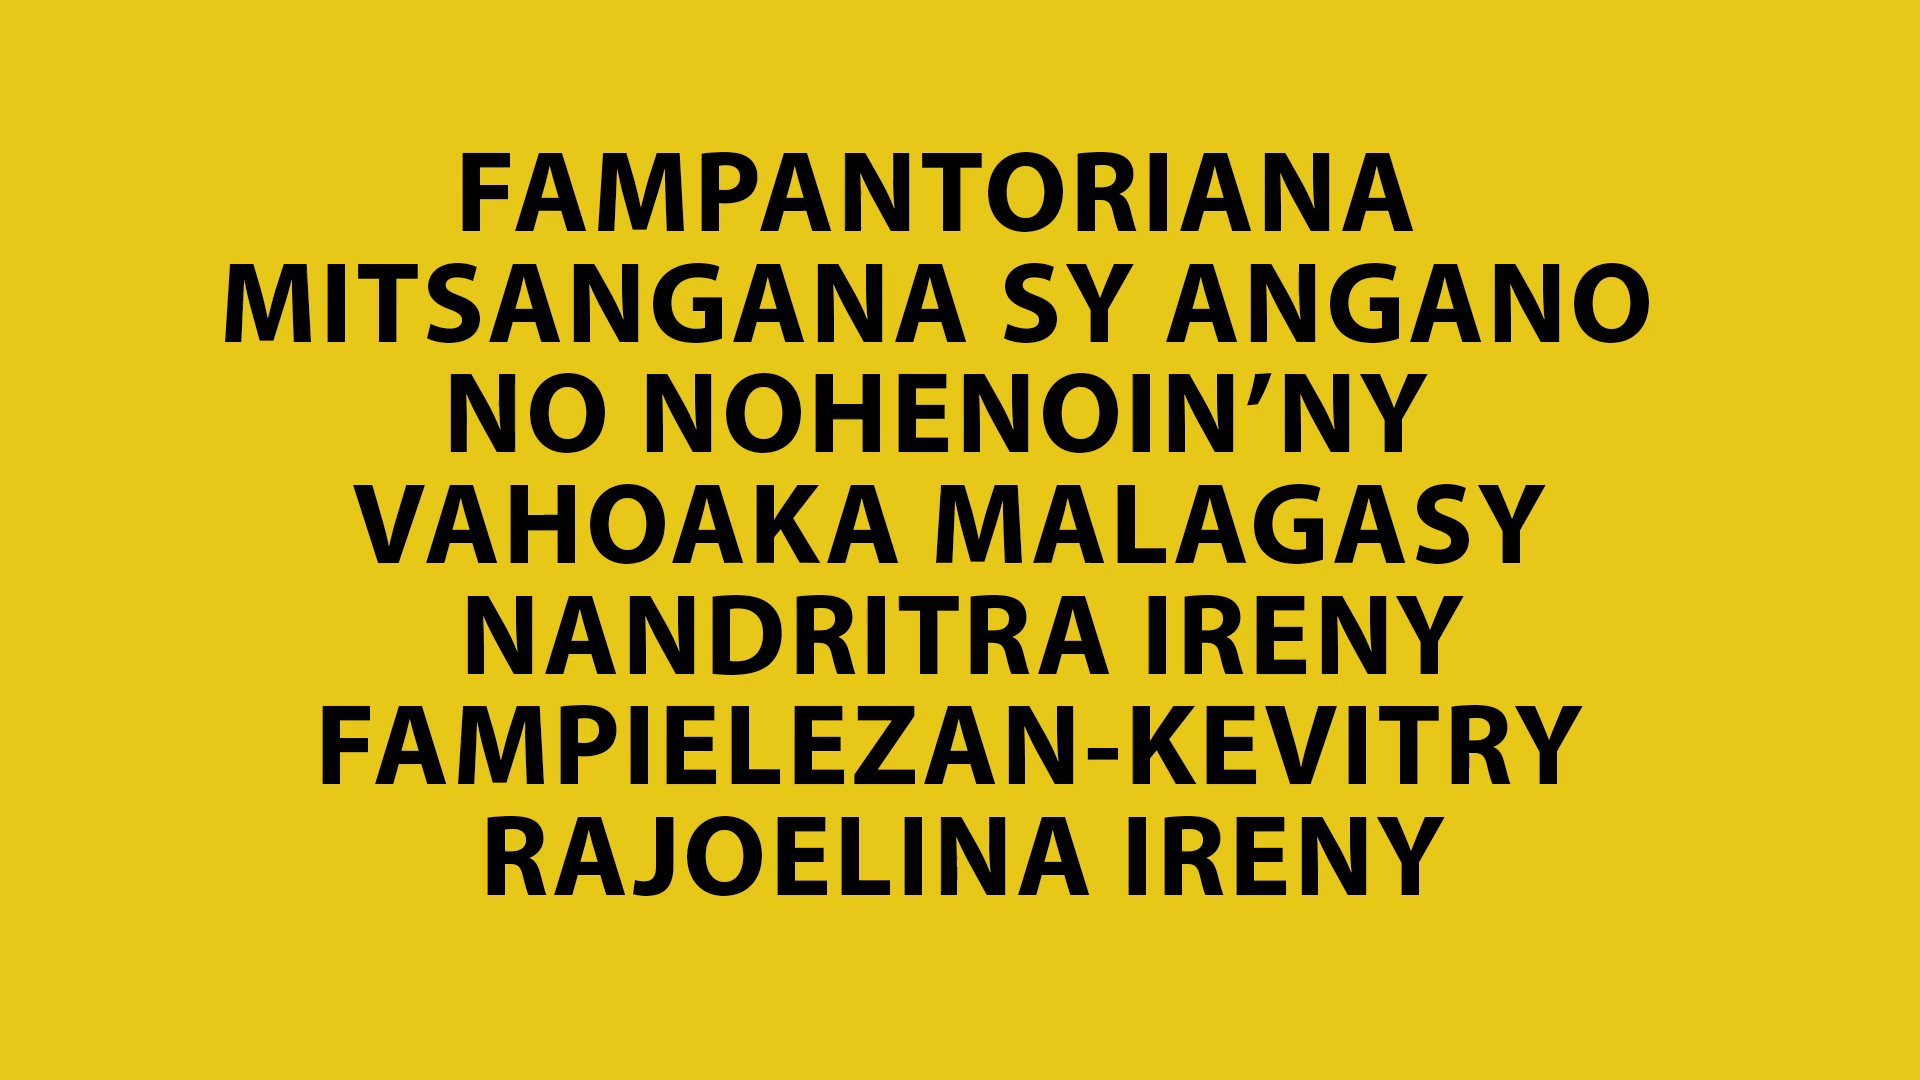 FAMPANTORIANA
MITSANGANA SY ANGANO
NO NOHENOIN’NY
VAHOAKA MALAGASY
NANDRITRA IRENY
FAMPIELEZAN-KEVITRY
RAJOELINA IRENY